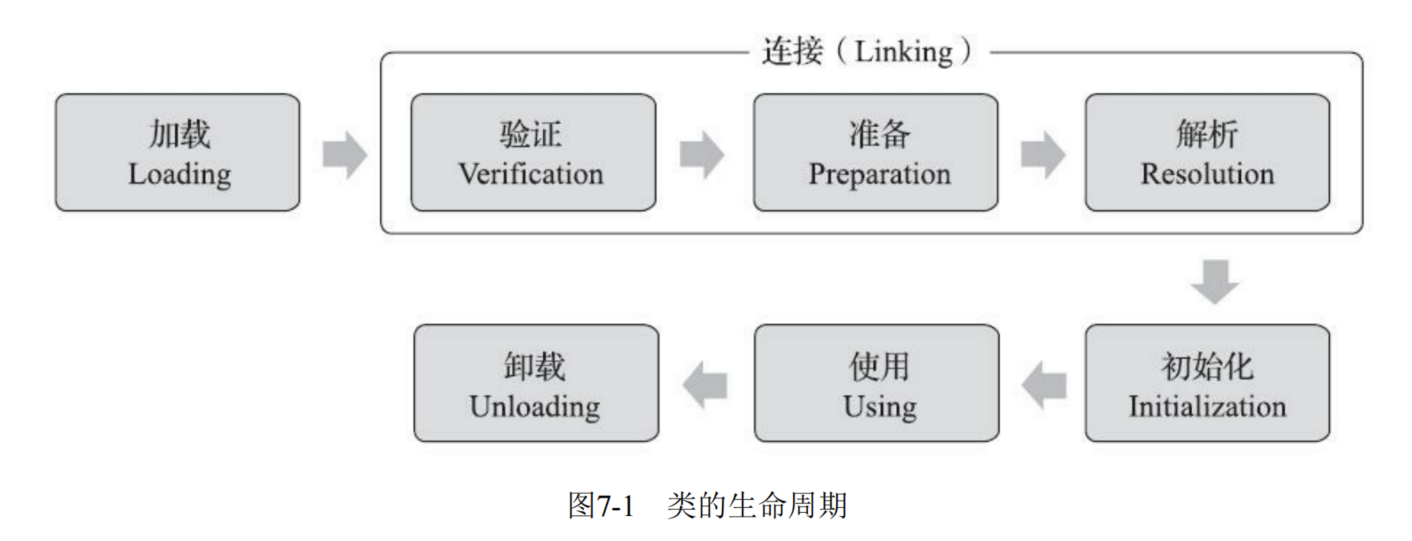 连接（Linking）
加载
Loading
验证
Verification
准备
Preparation
解析
Resolution
初始化
Initialization
使用
Using
卸载
Unloading
图7-1 类的生命周期